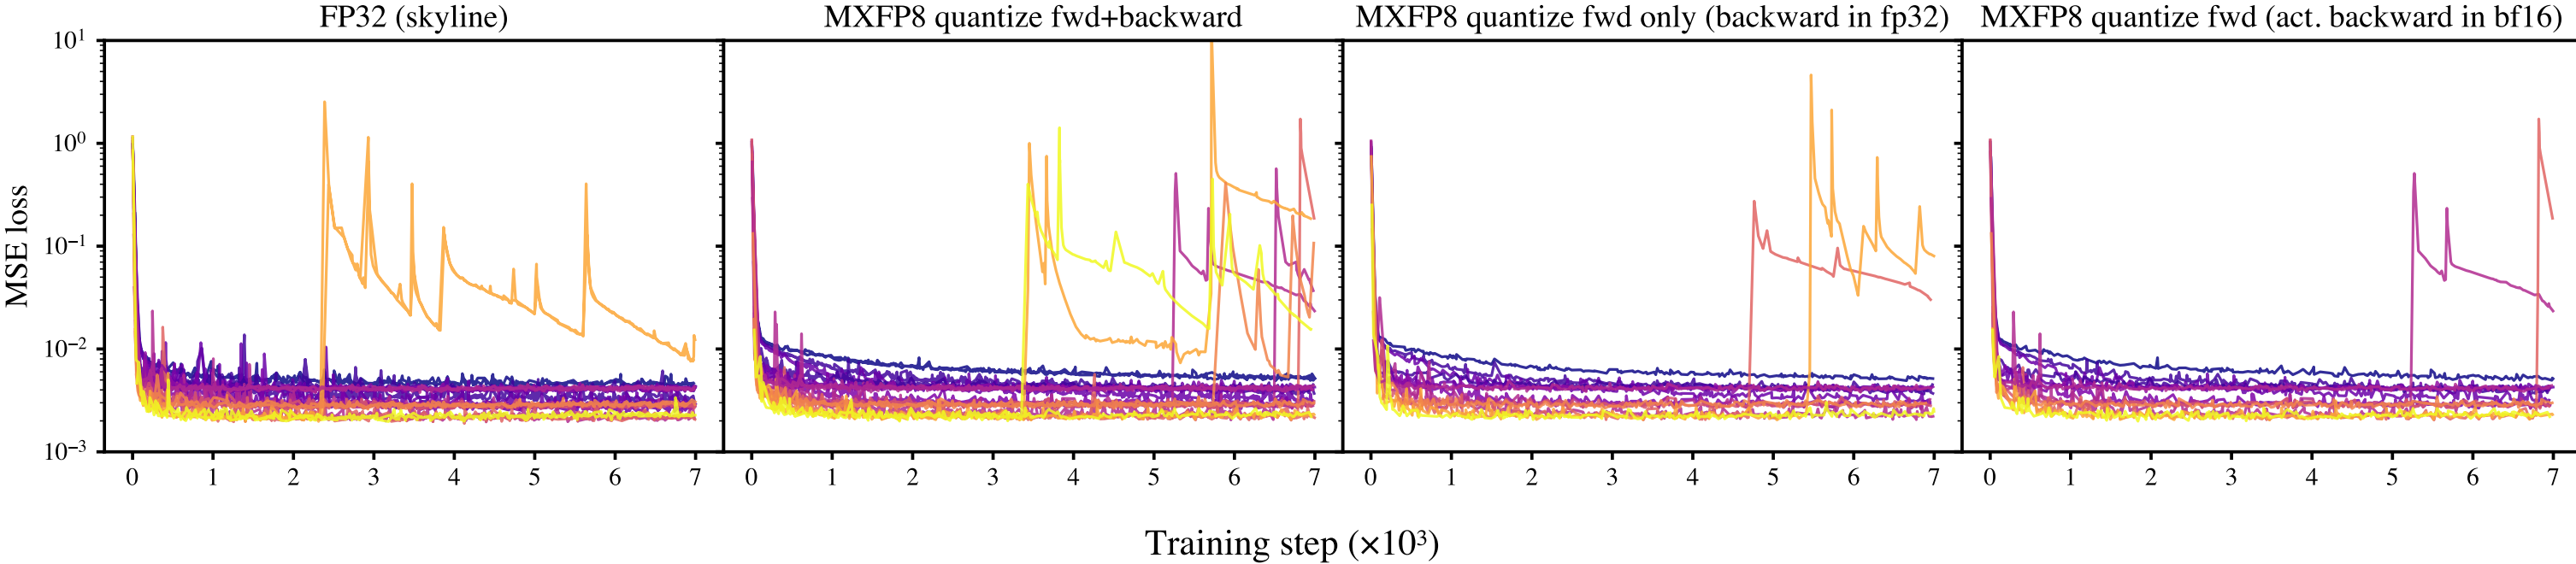 FP32 (skyline)
MXFP8 quantize fwd+backward
MXFP8 quantize fwd only (backward in fp32)
MXFP8 quantize fwd (act. backward in bf16)
MSE loss
10¹
10⁰
10⁻¹
10⁻²
10⁻³
0 1 2 3 4 5 6 7
0 1 2 3 4 5 6 7
0 1 2 3 4 5 6 7
0 1 2 3 4 5 6 7
Training step (×10³)